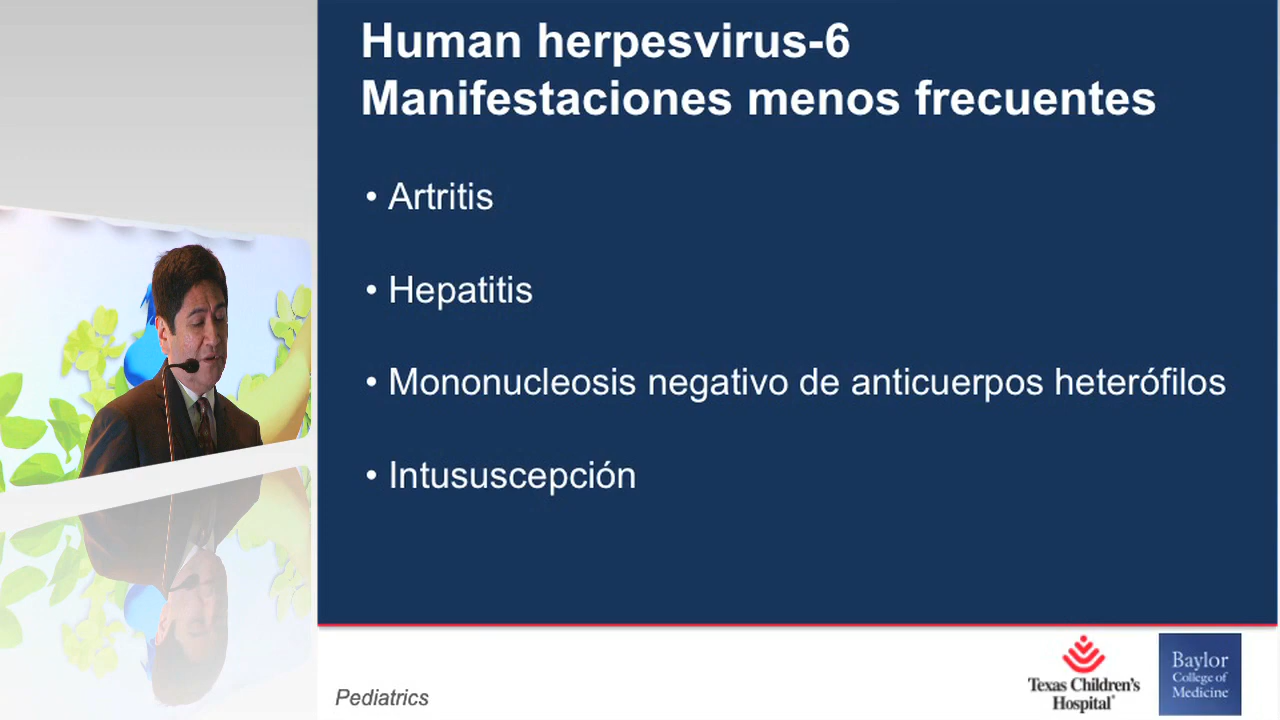 Human herpesvirus-6
Manifestaciones menos frecuentes
• Artritis
• Hepatitis
• Mononucleosis negativo de anticuerpos heterófilos
• Intususcepción
Pediatrics
Texas Children's
Hospital
Baylor
College of
Medicine